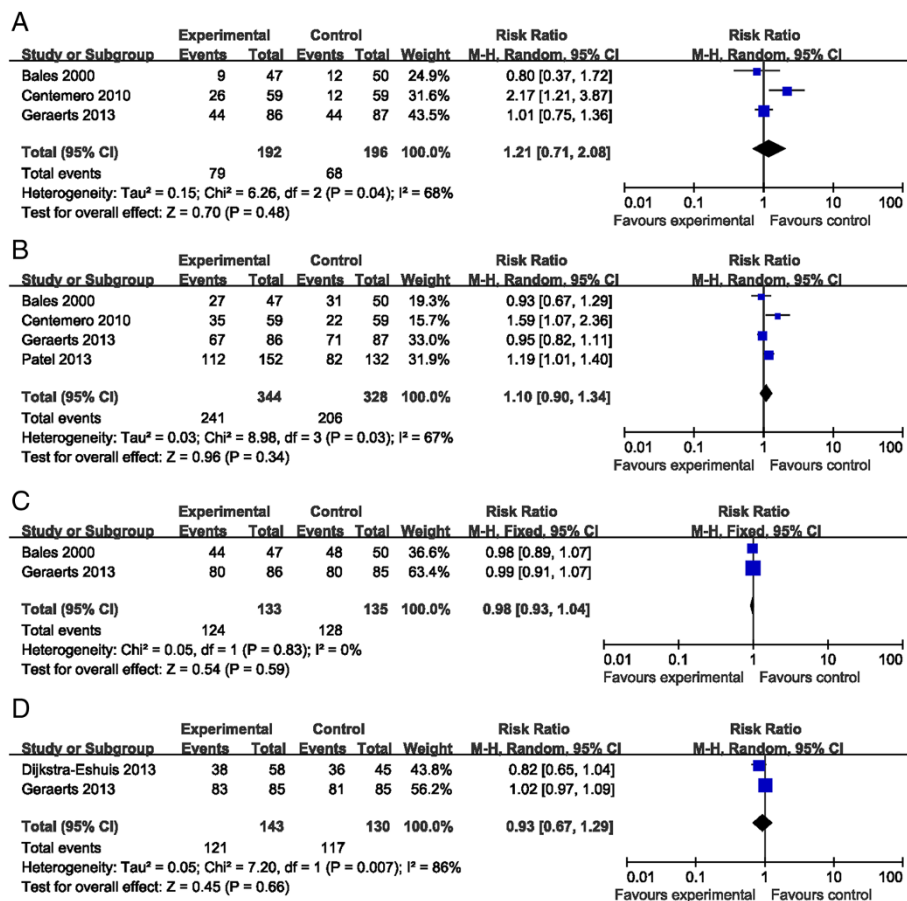 A
Experimental Control Risk Ratio Risk Ratio
Study or Subgroup Events Total Events Total Weight M-H. Random. 95% CI M-H. Random. 95% CI
Bales 2000 9 47 12 50 24.9% 0.80 [0.37, 1.72]
Centemero 2010 26 59 12 59 31.6% 2.17 [1.21, 3.87]
Geraerts 2013 44 86 44 87 43.5% 1.01 [0.75, 1.36]
Total (95% CI) 192 196 100.0% 1.21 [0.71, 2.08]
Total events 79 68
Heterogeneity: Tau² = 0.15; Chi² = 6.26, df = 2 (P = 0.04); I² = 68%
Test for overall effect: Z = 0.70 (P = 0.48)
0.01 0.1 1 10 100
Favours experimental Favours control
B
Experimental Control Risk Ratio Risk Ratio
Study or Subgroup Events Total Events Total Weight M-H. Random. 95% CI M-H. Random. 95% CI
Bales 2000 27 47 31 50 19.3% 0.93 [0.67, 1.29]
Centemero 2010 35 59 22 59 15.7% 1.59 [1.07, 2.36]
Geraerts 2013 67 86 71 87 33.0% 0.95 [0.82, 1.11]
Patel 2013 112 152 82 132 31.9% 1.19 [1.01, 1.40]
Total (95% CI) 344 328 100.0% 1.10 [0.90, 1.34]
Total events 241 206
Heterogeneity: Tau² = 0.03; Chi² = 8.98, df = 3 (P = 0.03); I² = 67%
Test for overall effect: Z = 0.96 (P = 0.34)
0.01 0.1 1 10 100
Favours experimental Favours control
C
Experimental Control Risk Ratio Risk Ratio
Study or Subgroup Events Total Events Total Weight M-H. Fixed. 95% CI M-H. Fixed. 95% CI
Bales 2000 44 47 48 50 36.6% 0.98 [0.89, 1.07]
Geraerts 2013 80 86 80 85 63.4% 0.99 [0.91, 1.07]
Total (95% CI) 133 135 100.0% 0.98 [0.93, 1.04]
Total events 124 128
Heterogeneity: Chi² = 0.05, df = 1 (P = 0.83); I² = 0%
Test for overall effect: Z = 0.54 (P = 0.59)
0.01 0.1 1 10 100
Favours experimental Favours control
D
Experimental Control Risk Ratio Risk Ratio
Study or Subgroup Events Total Events Total Weight M-H. Random. 95% CI M-H. Random. 95% CI
Dijkstra-Eshuis 2013 38 58 36 45 43.8% 0.82 [0.65, 1.04]
Geraerts 2013 83 85 81 85 56.2% 1.02 [0.97, 1.09]
Total (95% CI) 143 130 100.0% 0.93 [0.67, 1.29]
Total events 121 117
Heterogeneity: Tau² = 0.05; Chi² = 7.20, df = 1 (P = 0.007); I² = 86%
Test for overall effect: Z = 0.45 (P = 0.66)
0.01 0.1 1 10 100
Favours experimental Favours control